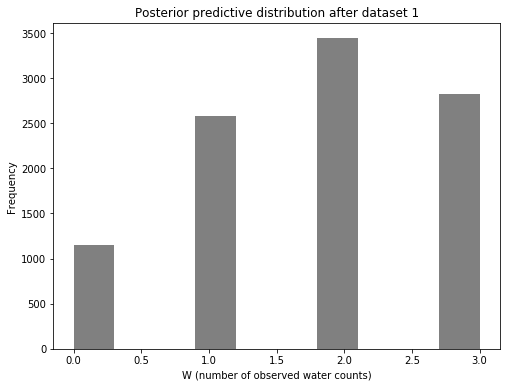 Posterior predictive distribution after dataset 1
3500
3000
2500
2000
1500
1000
500
0
Frequency
0.0 0.5 1.0 1.5 2.0 2.5 3.0
W (number of observed water counts)